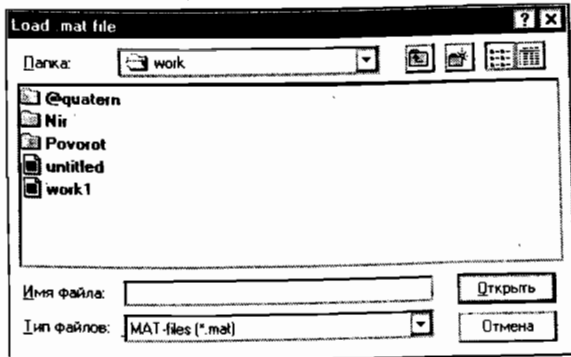 Load .mat file
Папка: work
@quatern
Nir
Povorot
untitled
work1
Имя файла: Открыть
Тип файлов: MAT-files (*.mat) Отмена